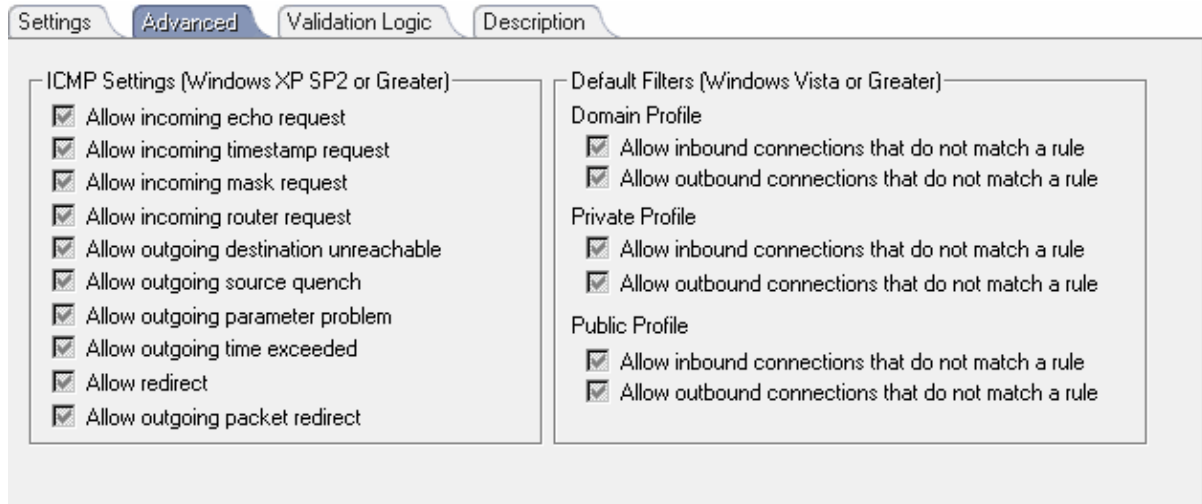 Settings
Advanced
Validation Logic
Description
ICMP Settings (Windows XP SP2 or Greater)
Allow incoming echo request
Allow incoming timestamp request
Allow incoming mask request
Allow incoming router request
Allow outgoing destination unreachable
Allow outgoing source quench
Allow outgoing parameter problem
Allow outgoing time exceeded
Allow redirect
Allow outgoing packet redirect
Default Filters (Windows Vista or Greater)
Domain Profile
Allow inbound connections that do not match a rule
Allow outbound connections that do not match a rule
Private Profile
Allow inbound connections that do not match a rule
Allow outbound connections that do not match a rule
Public Profile
Allow inbound connections that do not match a rule
Allow outbound connections that do not match a rule